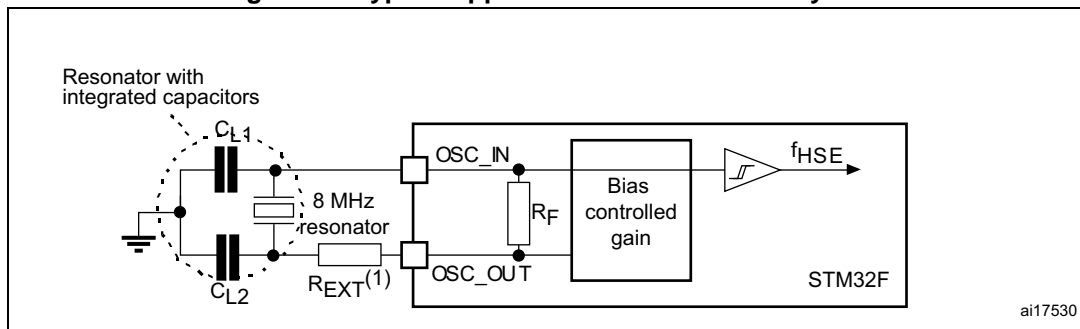 Resonator with
integrated capacitors
CL1
OSC_IN
fHSE
8 MHz
resonator
RF
Bias
controlled
gain
OSC_OUT
STM32F
REXT(1)
CL2
ai17530